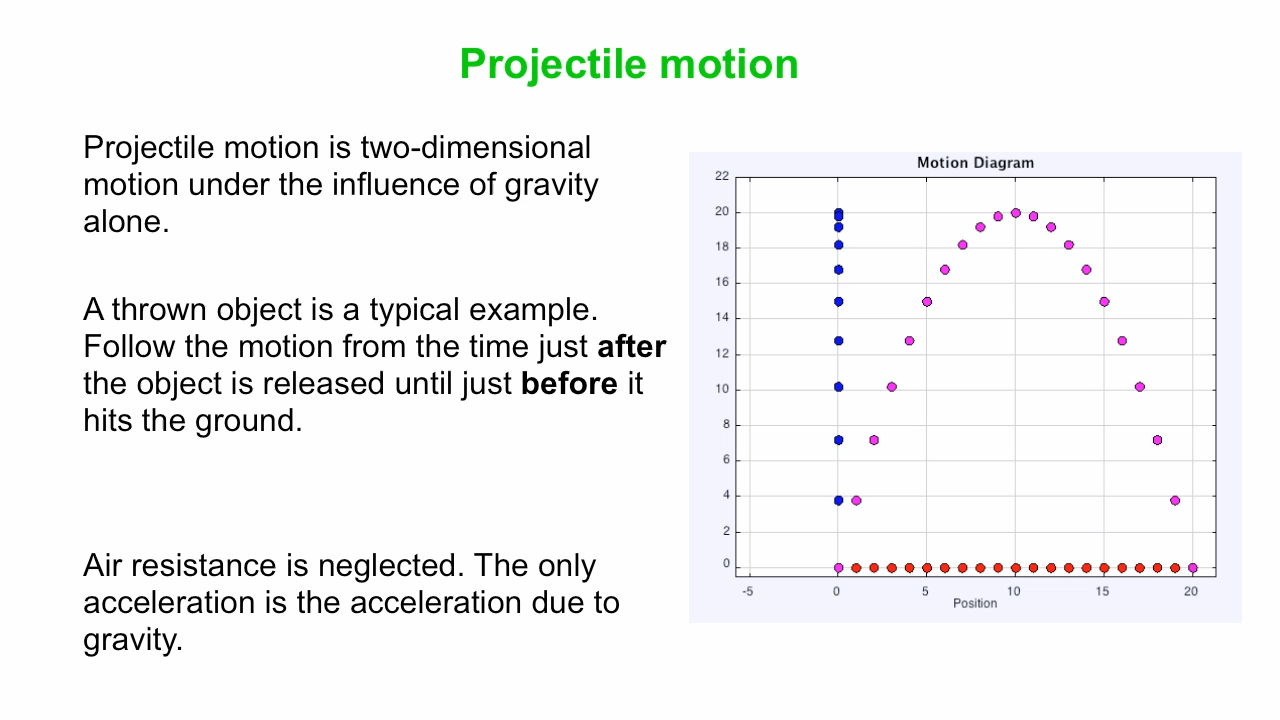 Projectile motion
Projectile motion is two-dimensional
motion under the influence of gravity
alone.
A thrown object is a typical example.
Follow the motion from the time just after
the object is released until just before it
hits the ground.
Air resistance is neglected. The only
acceleration is the acceleration due to
gravity.
Motion Diagram
22
20
18
16
14
12
10
8
6
4
2
0
-5 0 5 10 15 20
Position